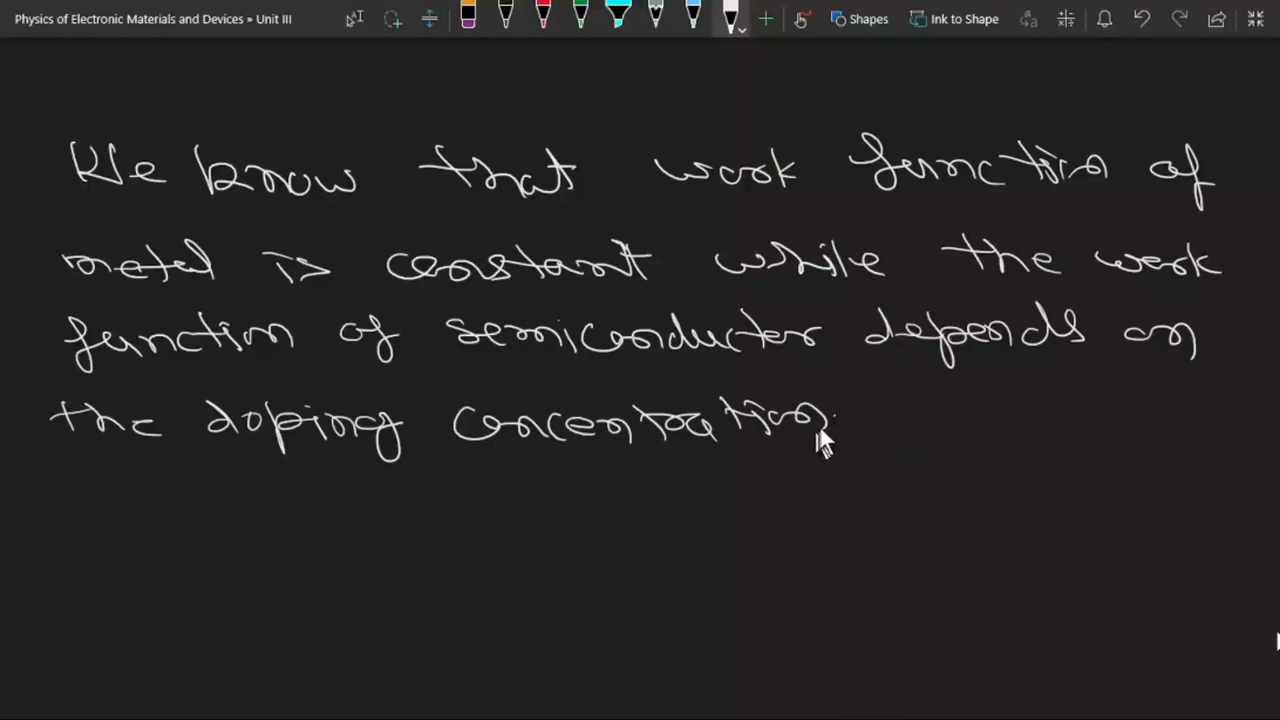 Physics of Electronic Materials and Devices » Unit III
Shapes
Ink to Shape
We know that work function of
metal is constant while the work
function of semiconductor depends on
the doping concentration.